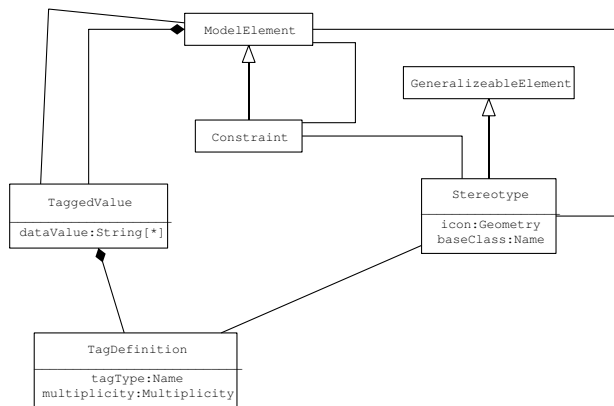 ModelElement
GeneralizeableElement
Constraint
TaggedValue
dataValue:String[*]
Stereotype
icon:Geometry
baseClass:Name
TagDefinition
tagType:Name
multiplicity:Multiplicity